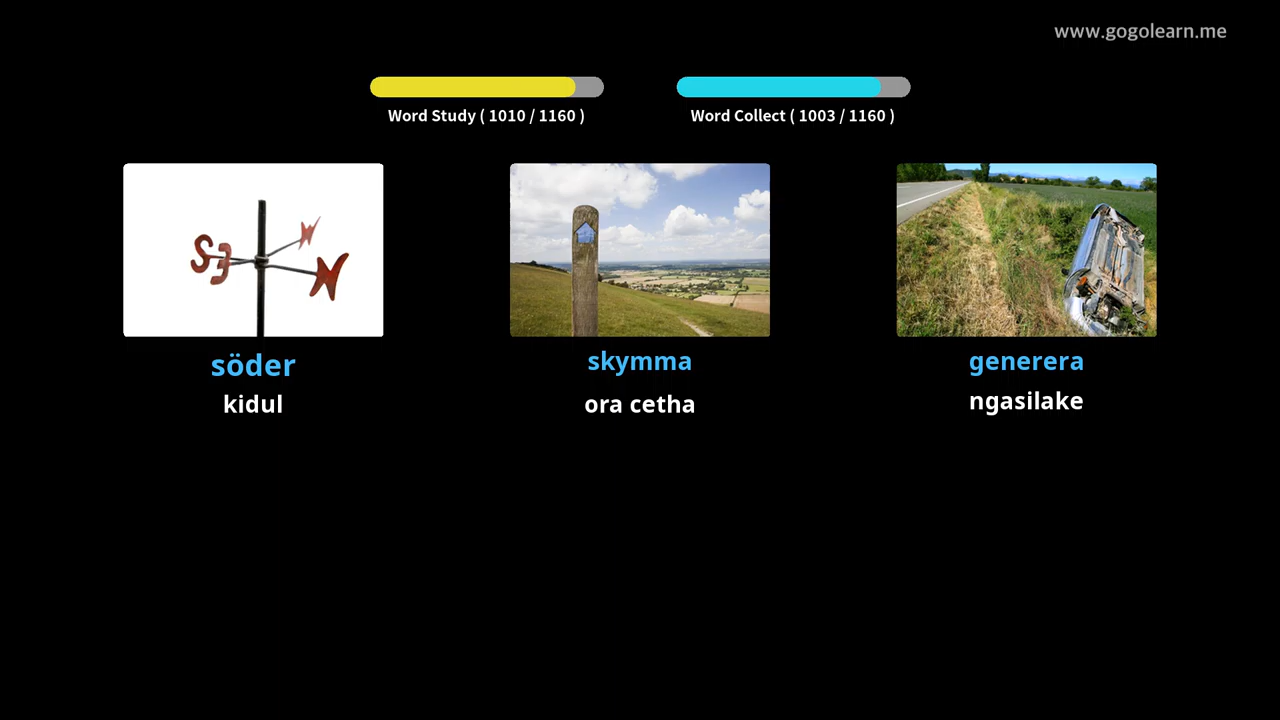 www.gogolearn.me
Word Study ( 1010 / 1160 )
Word Collect ( 1003 / 1160 )
S E N
söder
kidul
skymma
ora cetha
generera
ngasilake